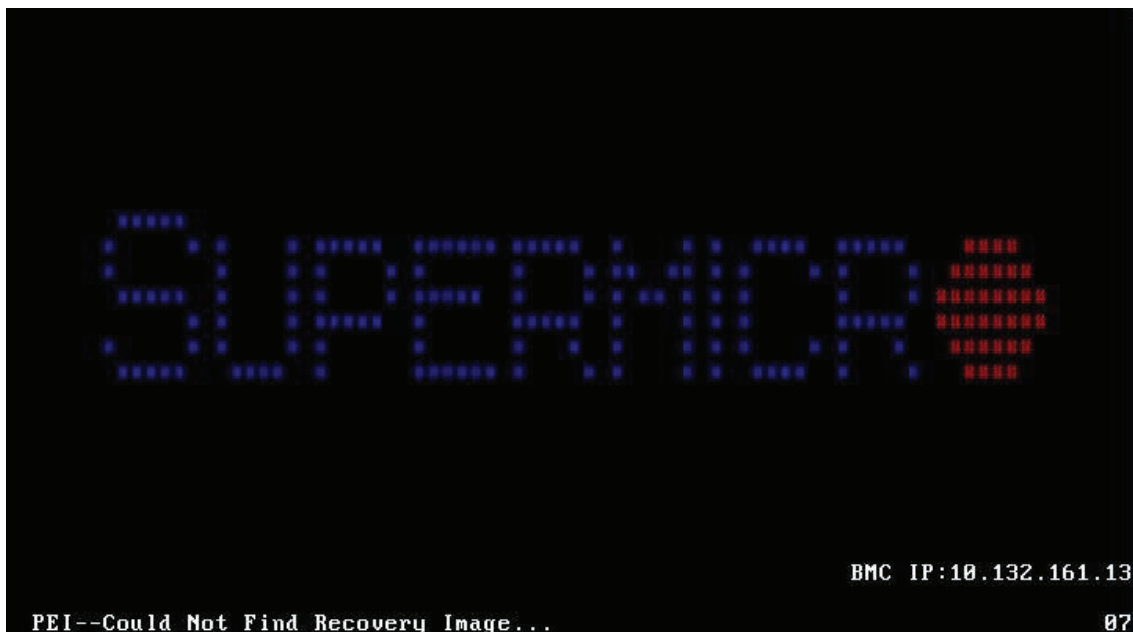 SUPERMICR
BMC IP:10.132.161.13
PEI--Could Not Find Recovery Image...
07